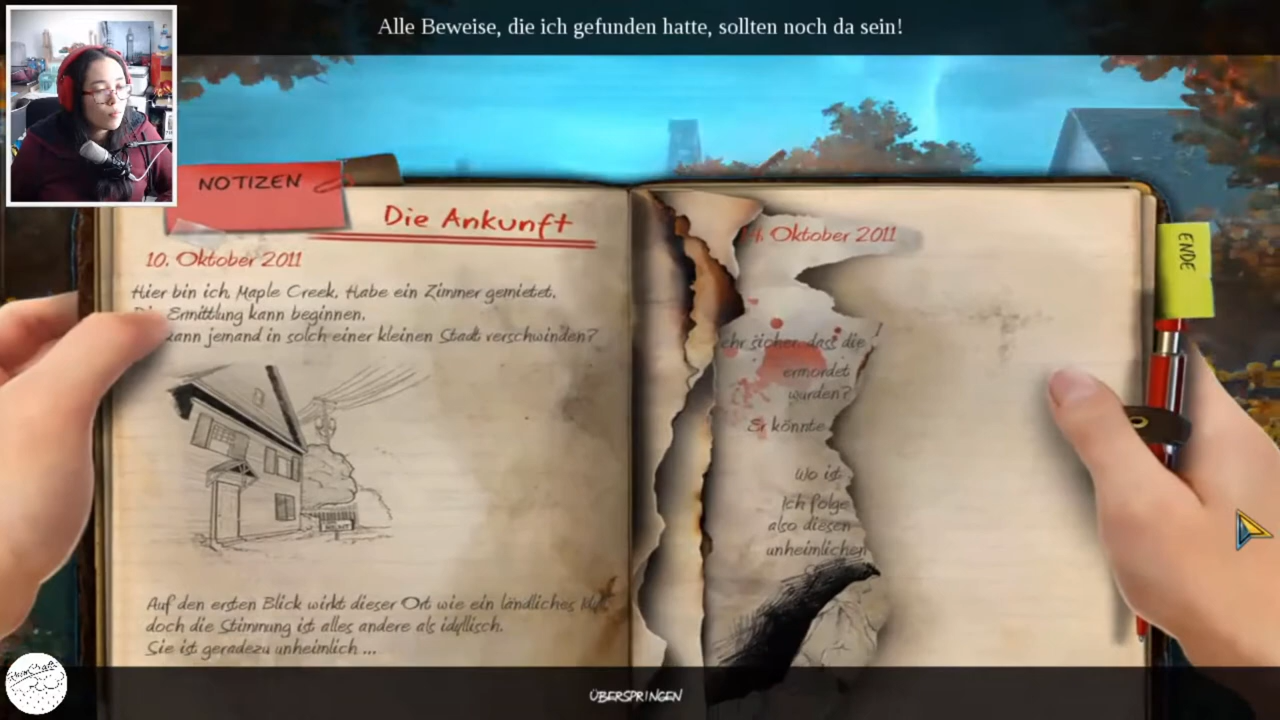 Alle Beweise, die ich gefunden hatte, sollten noch da sein!
NOTIZEN
Die Ankunft
10. Oktober 2011
Hier bin ich, Maple Creek. Habe ein Zimmer gemietet.
Ermittlung kann beginnen.
kann jemand in solch einer kleinen Stadt verschwinden?
Auf den ersten Blick wirkt dieser Ort wie ein ländliches
doch die Stimmung ist alles andere als idyllisch.
Sie ist geradezu unheimlich ...
Oktober 2011
ehr sicher, dass die
ermordet
wurden?
Er könnte
Wo ist
Ich folge
also diesen
unheimlichen
ENDE
ÜBERSPRINGEN